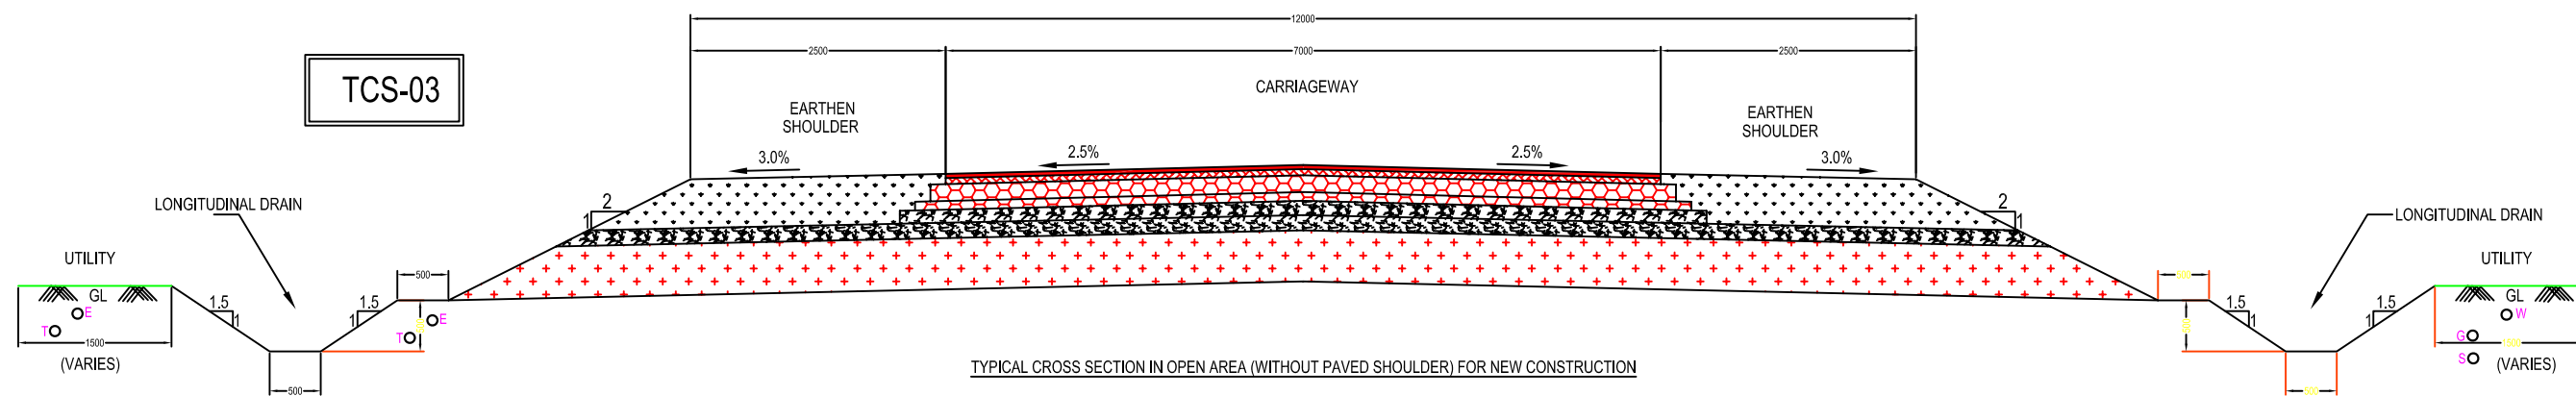 12000
2500
7000
2500
TCS-03
CARRIAGEWAY
EARTHEN
SHOULDER
EARTHEN
SHOULDER
3.0%
2.5%
2.5%
3.0%
2
1
2
1
LONGITUDINAL DRAIN
LONGITUDINAL DRAIN
UTILITY
UTILITY
500
500
GL
GL
1.5
1
1.5
1
1.5
1
1.5
1
E
T
E
T
W
G
S
1500
(VARIES)
1500
(VARIES)
500
500
TYPICAL CROSS SECTION IN OPEN AREA (WITHOUT PAVED SHOULDER) FOR NEW CONSTRUCTION